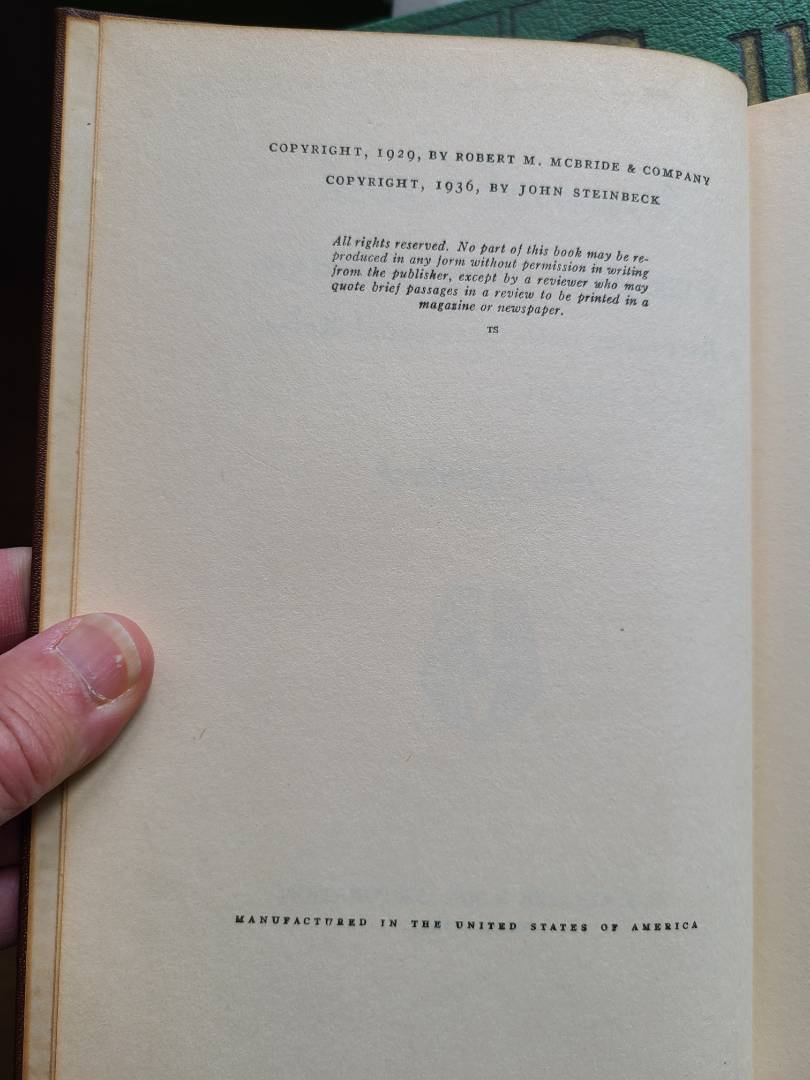 COPYRIGHT, 1929, BY ROBERT M. MCBRIDE & COMPANY
COPYRIGHT, 1936, BY JOHN STEINBECK
All rights reserved. No part of this book may be re-
produced in any form without permission in writing
from the publisher, except by a reviewer who may
quote brief passages in a review to be printed in a
magazine or newspaper.
TS
MANUFACTURED IN THE UNITED STATES OF AMERICA